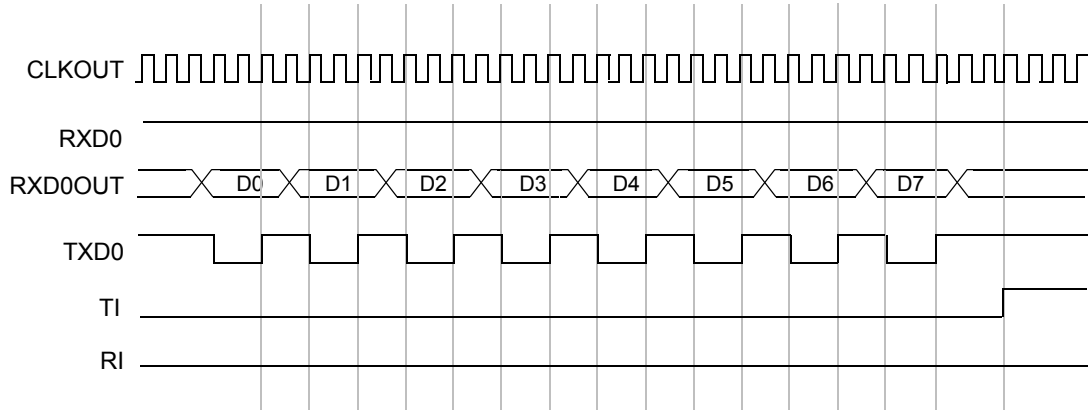 CLKOUT
RXD0
RXD0OUT D0 D1 D2 D3 D4 D5 D6 D7
TXD0
TI
RI